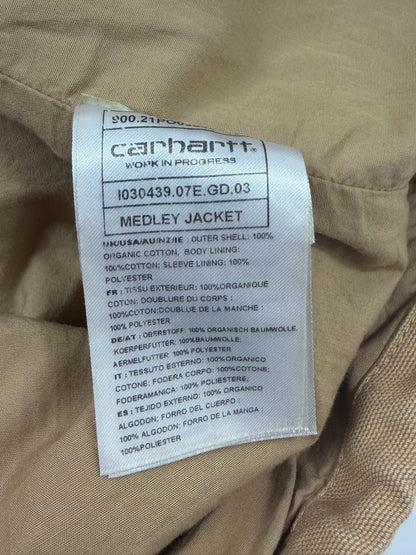 carhartt
WORK IN PROGRESS
I030439.07E.GD.03
MEDLEY JACKET
UK/USA/AU/NZ/IE : OUTER SHELL: 100%
ORGANIC COTTON, BODY LINING:
100%COTTON; SLEEVE LINING: 100%
POLYESTER
FR : TISSU EXTERIEUR: 100%ORGANIQUE
COTON: DOUBLURE DU CORPS :
100%COTON: DOUBLUE DE LA MANCHE :
100% POLYESTER
DE/AT : OBERSTOFF: 100% ORGANISCH BAUMWOLLE,
KOERPERFUTTER: 100%BAUMWOLLE;
AERMELFUTTER: 100% POLYESTER
IT : TESSUTO ESTERNO: 100%ORGANICO
COTONE: FODERA CORPO: 100%COTONE;
FODERAMANICA: 100%POLIESTERE
ES : TEJIDO EXTERNO: 100% ORGANICO
ALGODON; FORRO DEL CUERPO :
100% ALGODON; FORRO DE LA MANGA :
100%POLIESTER